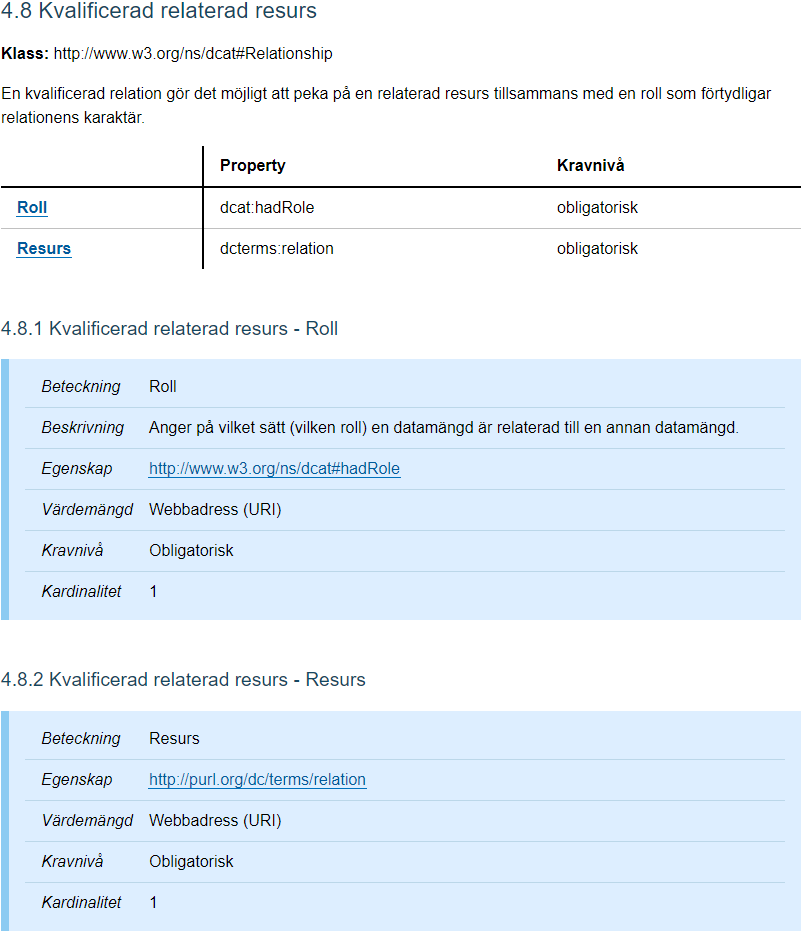 4.8 Kvalificerad relaterad resurs
Klass: http://www.w3.org/ns/dcat#Relationship
En kvalificerad relation gör det möjligt att peka på en relaterad resurs tillsammans med en roll som förtydligar
relationens karaktär.
Property Kravnivå
Roll dcat:hadRole obligatorisk
Resurs dcterms:relation obligatorisk
4.8.1 Kvalificerad relaterad resurs - Roll
Beteckning Roll
Beskrivning Anger på vilket sätt (vilken roll) en datamängd är relaterad till en annan datamängd.
Egenskap http://www.w3.org/ns/dcat#hadRole
Värdemängd Webbadress (URI)
Kravnivå Obligatorisk
Kardinalitet 1
4.8.2 Kvalificerad relaterad resurs - Resurs
Beteckning Resurs
Egenskap http://purl.org/dc/terms/relation
Värdemängd Webbadress (URI)
Kravnivå Obligatorisk
Kardinalitet 1